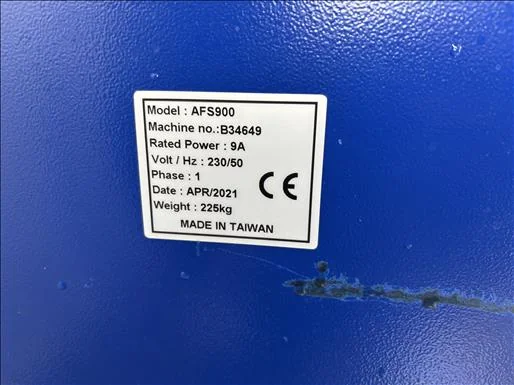 Model : AFS900
Machine no.:B34649
Rated Power : 9A
Volt / Hz : 230/50
Phase : 1
Date : APR/2021
Weight : 225kg
CE
MADE IN TAIWAN